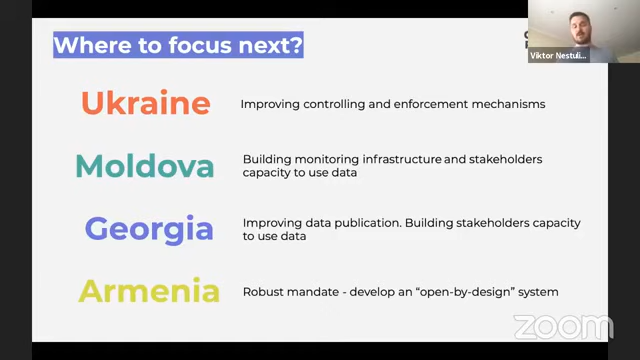 Where to focus next?
Viktor Nestuli...
Ukraine
Improving controlling and enforcement mechanisms
Moldova
Building monitoring infrastructure and stakeholders
capacity to use data
Georgia
Improving data publication. Building stakeholders capacity
to use data
Armenia
Robust mandate - develop an “open-by-design” system
zoom